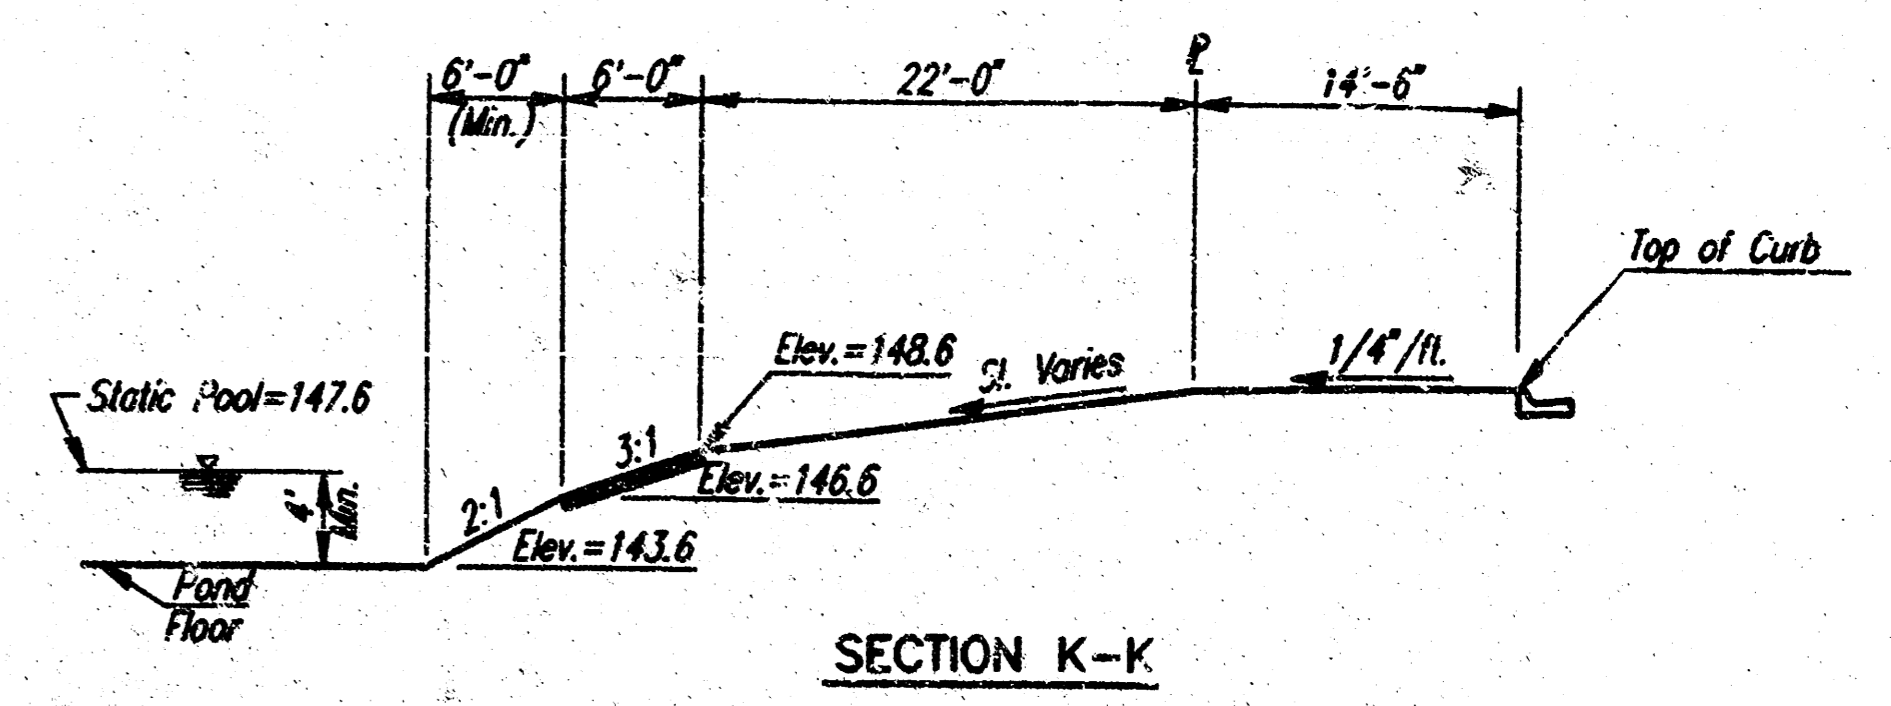 6'-0"
(Min.)
6'-0"
22'-0"
PL
14'-6"
Top of Curb
Elev.=148.6
Sl. Varies
1/4"/ft.
Static Pool=147.6
3:1
Elev.=146.6
4'
Min.
2:1
Elev.=143.6
Pond
Floor
SECTION K-K